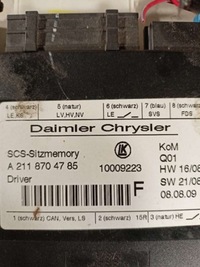 4 (schwarz) 5 (natur) 6 (schwarz) 7 (blau) 8 (schwarz)
LV,HV,NV LE SVS FDS
Daimler Chrysler
SCS-Sitzmemory LK KoM
A 211 870 47 85 10009223 Q01
Driver HW 16/08
F SW 21/08
08.08.09
1 (schwarz) CAN, Vers, LS 2 (schwarz) 15R 3 (natur) HE